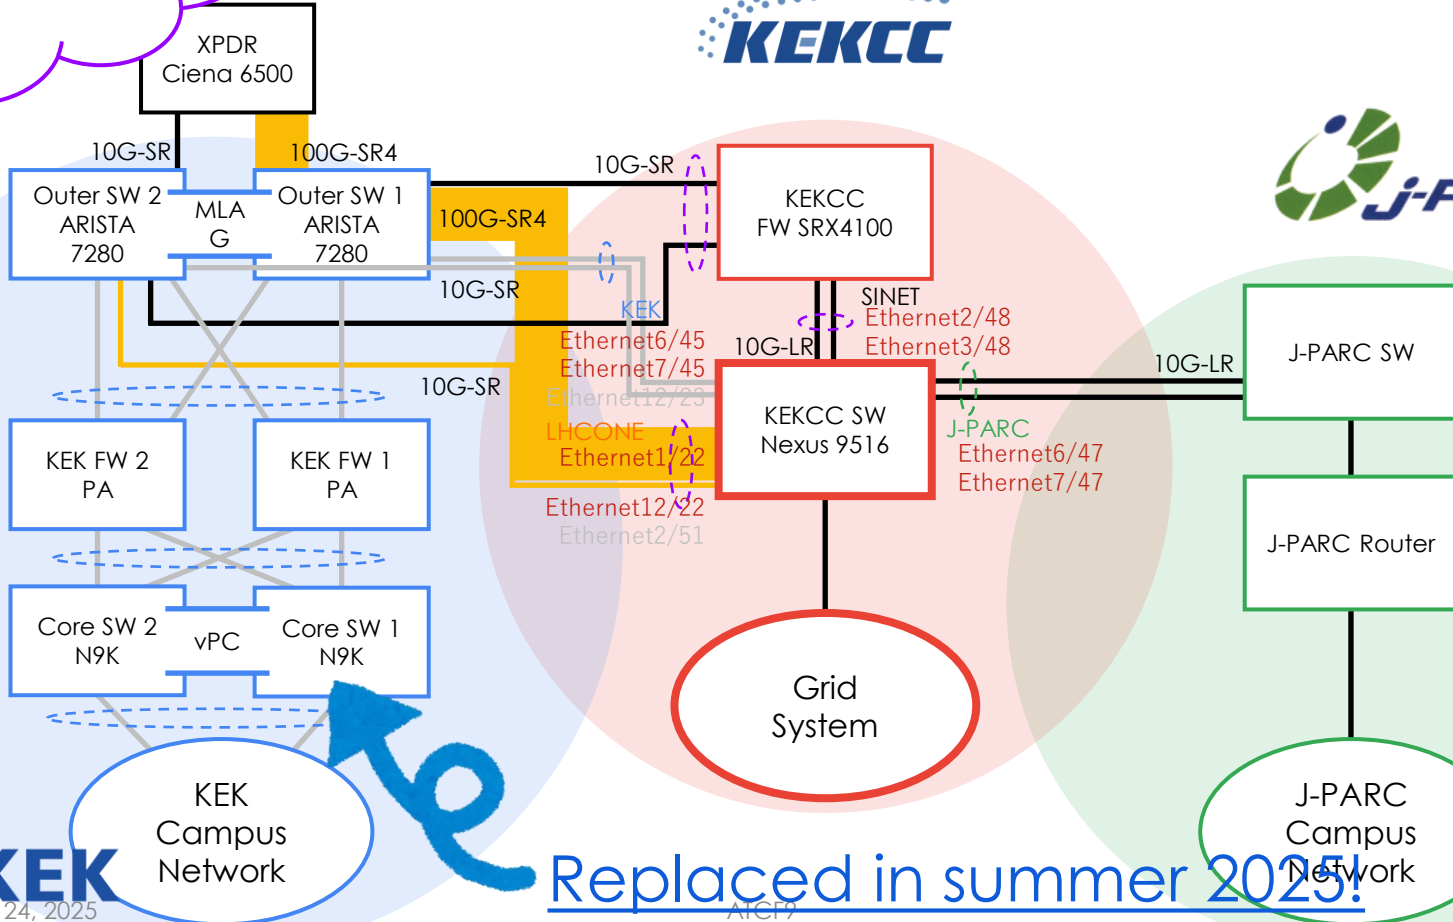 KEKCC
XPDR
Ciena 6500
10G-SR
100G-SR4
Outer SW 2
ARISTA
7280
MLA
G
Outer SW 1
ARISTA
7280
10G-SR
100G-SR4
10G-SR
KEKCC
FW SRX4100
KEK
Ethernet6/45
Ethernet7/45
Ethernet12/23
SINET
Ethernet2/48
Ethernet3/48
10G-LR
10G-SR
LHCONE
Ethernet1/22
Ethernet12/22
Ethernet2/51
KEKCC SW
Nexus 9516
J-PARC
Ethernet6/47
Ethernet7/47
10G-LR
J-PARC SW
J-PARC Router
KEK FW 2
PA
KEK FW 1
PA
Core SW 2
N9K
vPC
Core SW 1
N9K
Grid
System
KEK
Campus
Network
J-PARC
Campus
Network
KEK
Replaced in summer 2025!
24, 2025
ATCF9